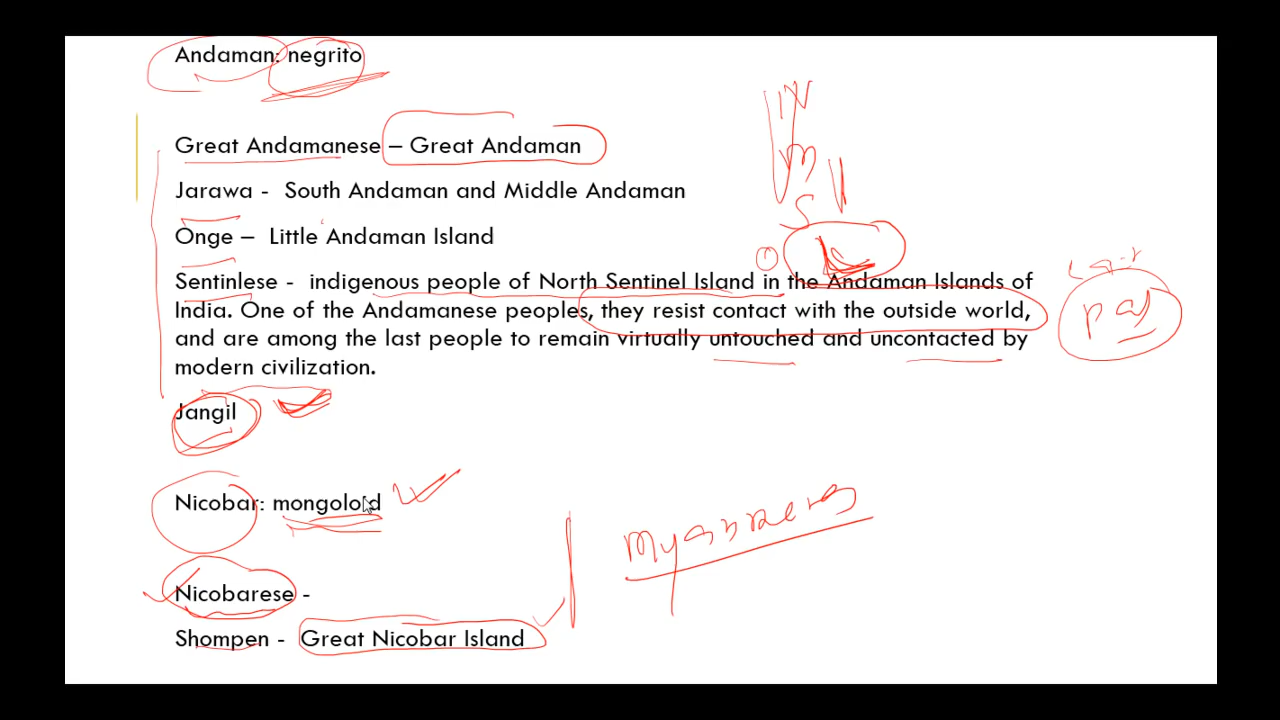 Andaman: negrito
Great Andamanese – Great Andaman
Jarawa - South Andaman and Middle Andaman
Onge – Little Andaman Island
Sentinlese - indigenous people of North Sentinel Island in the Andaman Islands of
India. One of the Andamanese peoples, they resist contact with the outside world,
and are among the last people to remain virtually untouched and uncontacted by
modern civilization.
Jangil
Nicobar: mongoloid
Nicobarese -
Shompen - Great Nicobar Island
N
M
S